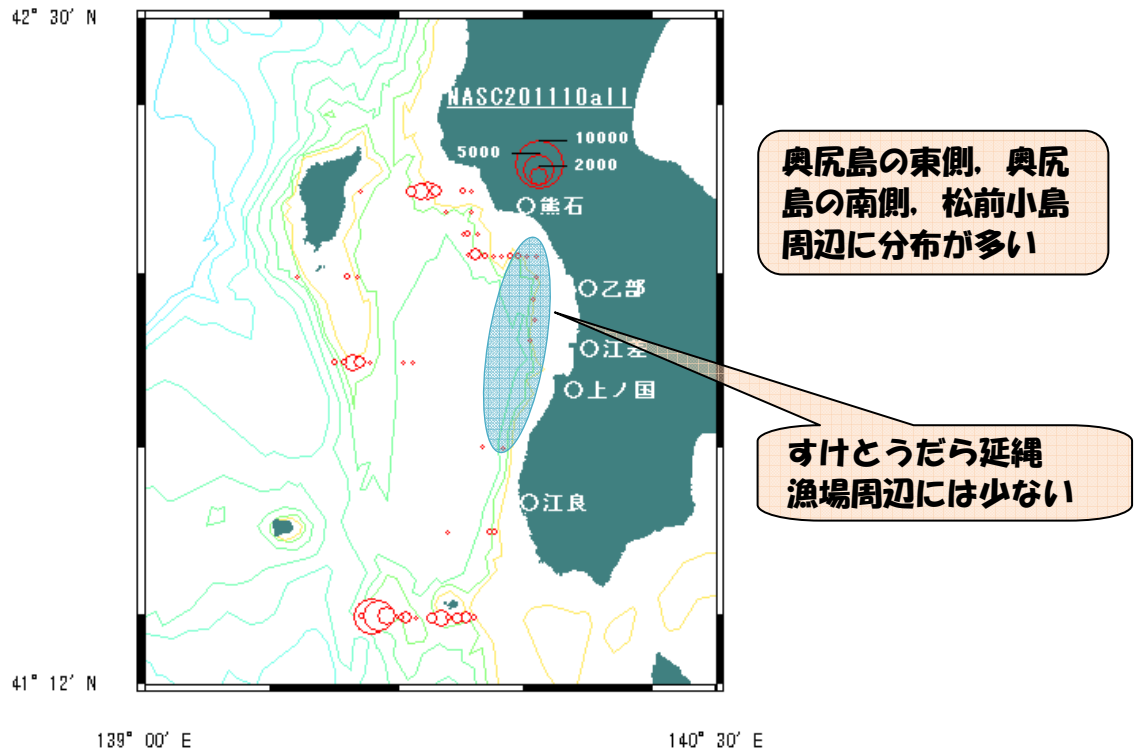 42° 30′ N
NASC201110all
10000
5000
2000
○熊石
○乙部
○江差
○上ノ国
○江良
41° 12′ N
139° 00′ E
140° 30′ E
奥尻島の東側，奥尻
島の南側，松前小島
周辺に分布が多い
すけとうだら延縄
漁場周辺には少ない